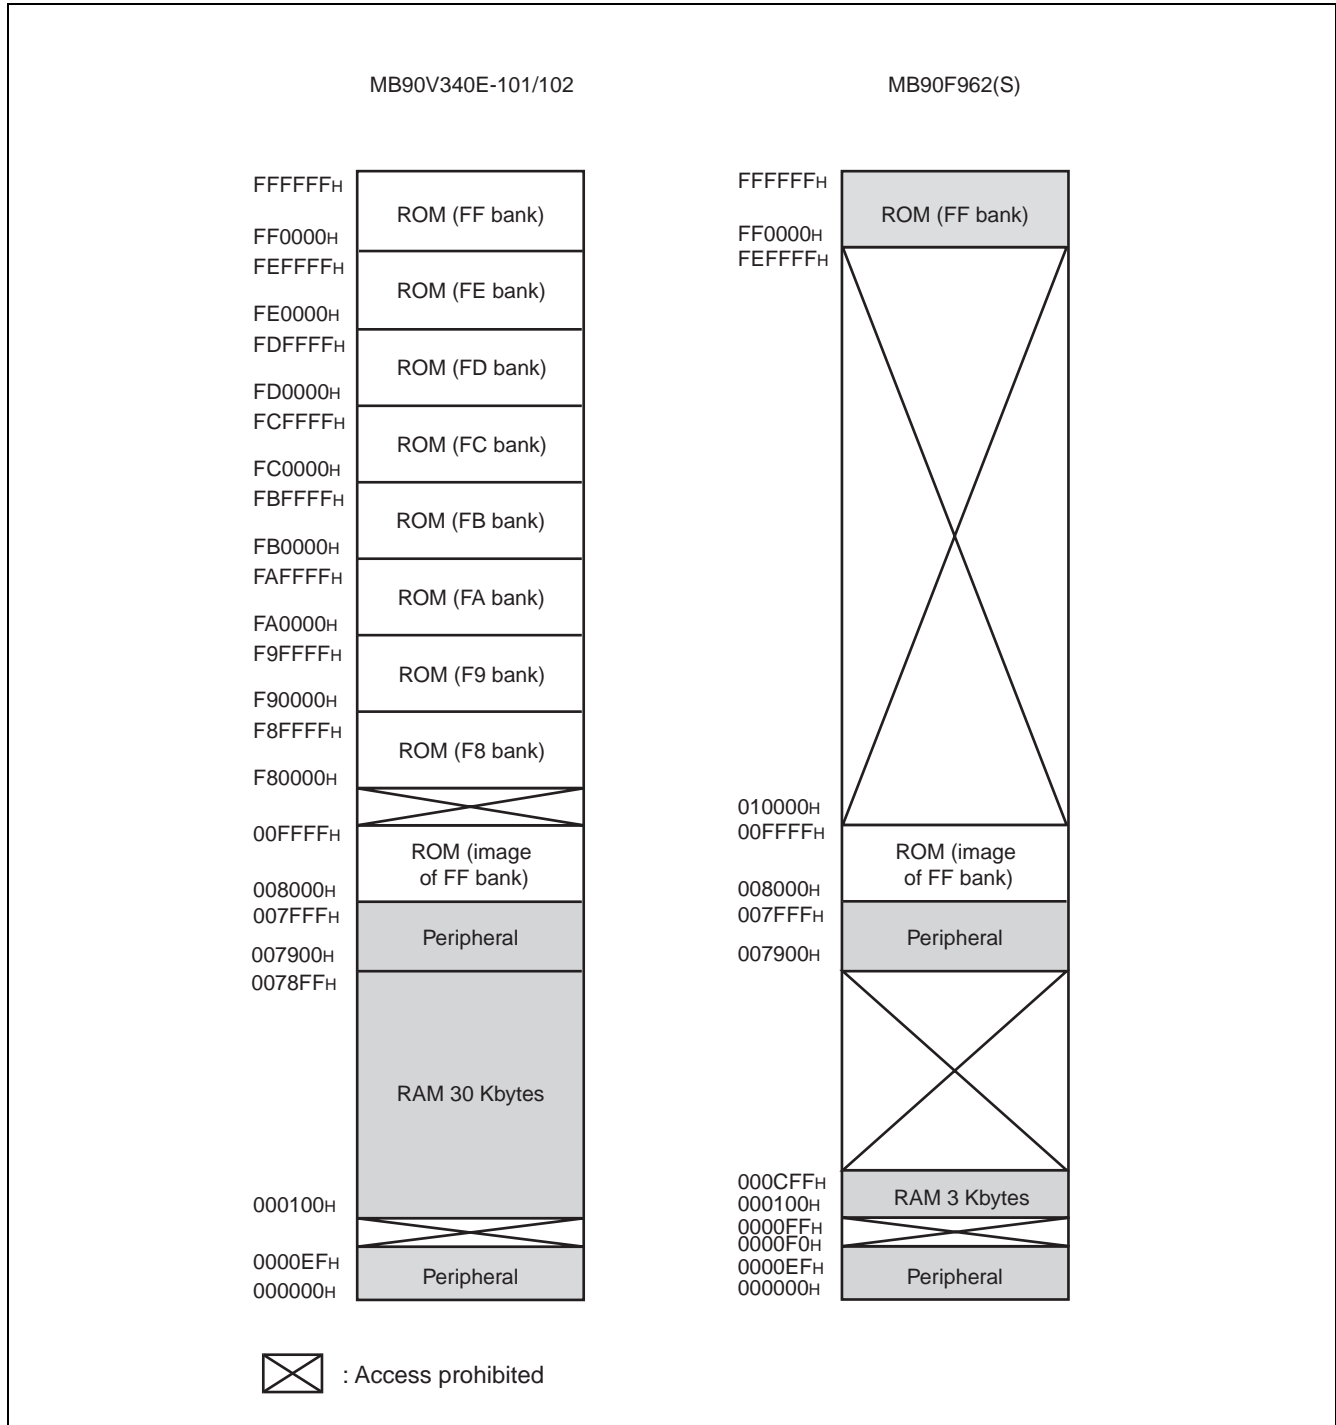 MB90V340E-101/102
FFFFFFH
ROM (FF bank)
FF0000H
FEFFFFH
ROM (FE bank)
FE0000H
FDFFFFH
ROM (FD bank)
FD0000H
FCFFFFH
ROM (FC bank)
FC0000H
FBFFFFH
ROM (FB bank)
FB0000H
FAFFFFH
ROM (FA bank)
FA0000H
F9FFFFH
ROM (F9 bank)
F90000H
F8FFFFH
ROM (F8 bank)
F80000H
00FFFFH
ROM (image
of FF bank)
008000H
007FFFH
Peripheral
007900H
0078FFH
RAM 30 Kbytes
000100H
0000EFH
Peripheral
000000H
MB90F962(S)
FFFFFFH
ROM (FF bank)
FF0000H
FEFFFFH
010000H
00FFFFH
ROM (image
of FF bank)
008000H
007FFFH
Peripheral
007900H
000CFFH
RAM 3 Kbytes
000100H
0000FFH
0000F0H
0000EFH
Peripheral
000000H
: Access prohibited